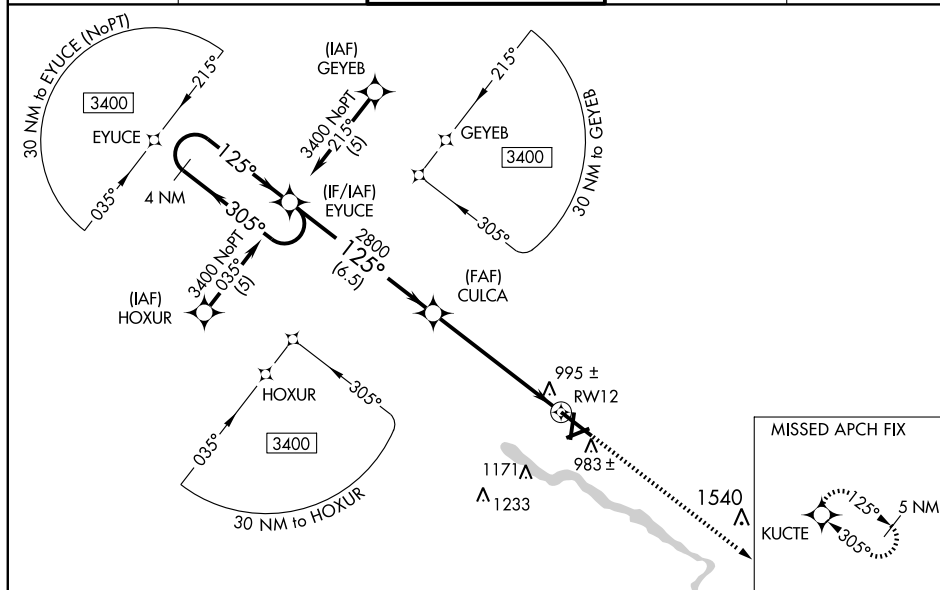 30 NM to EYUCE (NoPT)
3400
215°
EYUCE
035°
4 NM
125°
305°
(IAF)
GEYEB
3400 NoPT
215°
(5)
(IF/IAF)
EYUCE
3400 NoPT
035°
(5)
(IAF)
HOXUR
2800
125°
(6.5)
(FAF)
CULCA
215°
GEYEB
3400
305°
30 NM to GEYEB
HOXUR
305°
035°
3400
30 NM to HOXUR
995 ±
RW12
983 ±
1171
1233
1540
MISSED APCH FIX
125°
5 NM
KUCTE
305°